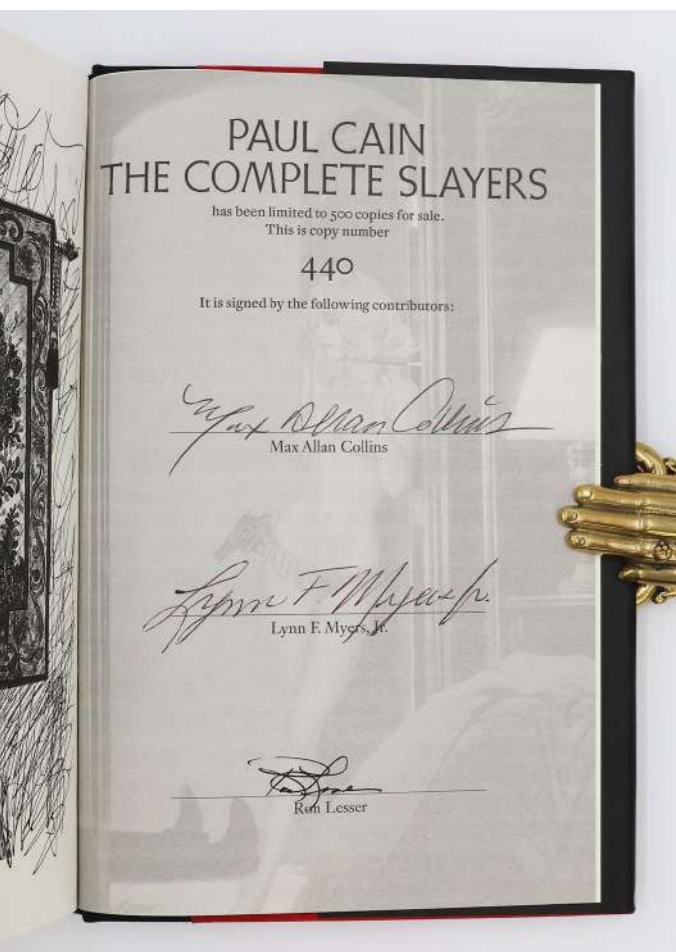 PAUL CAIN
THE COMPLETE SLAYERS
has been limited to 500 copies for sale.
This is copy number
440
It is signed by the following contributors:
Max Allan Collins
Max Allan Collins
Lynn F. Myers Jr.
Lynn F. Myers, Jr.
Ron Lesser